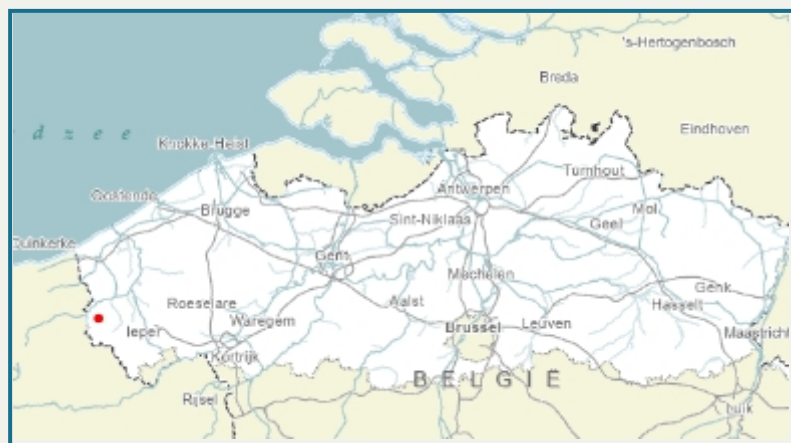 's-Hertogenbosch
Breda
d z e e
Eindhoven
Knokke-Heist
Turnhout
Antwerpen
Oostende
Mol
Brugge
Sint-Niklaas
Geel
Duinkerke
Gent
Mechelen
Genk
Roeselare
Aalst
Hasselt
Waregem
Ieper
Brussel
Leuven
Maastricht
Kortrijk
BELGIË
Rijsel
Luik